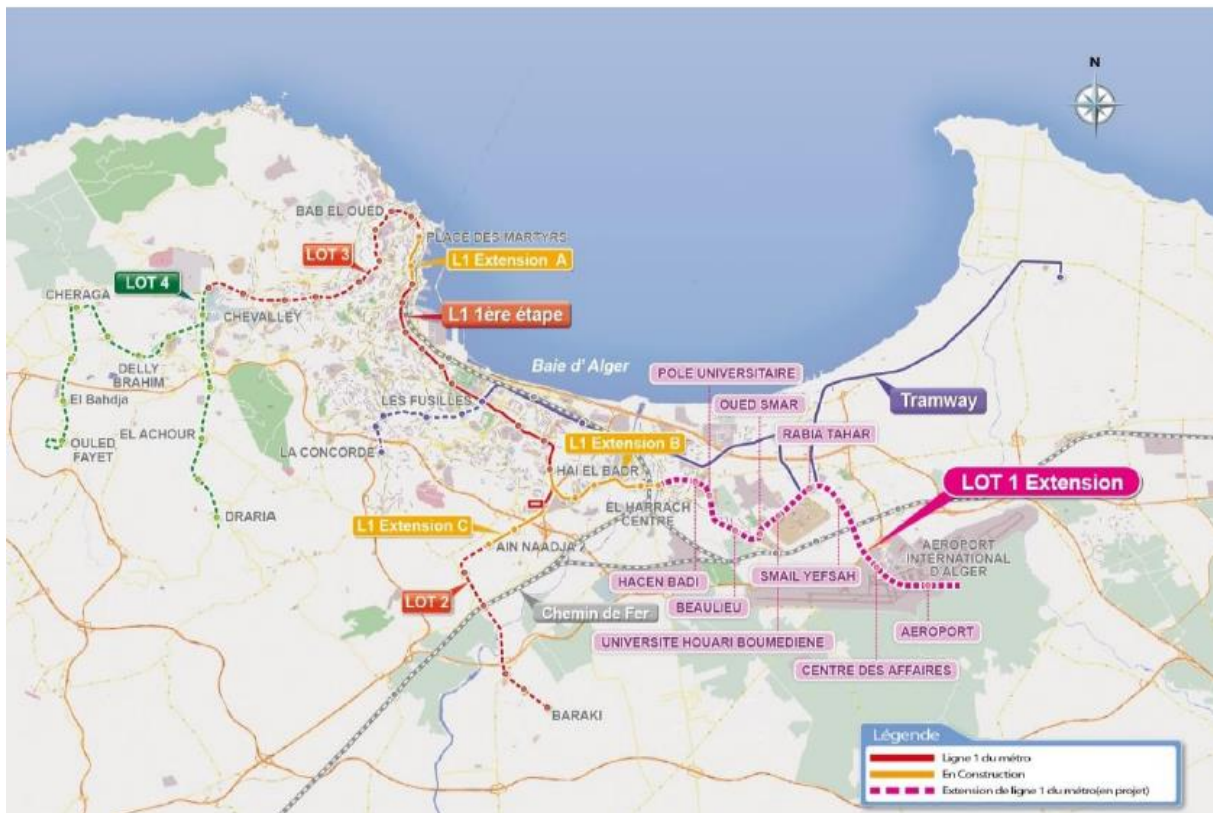 N
BAB EL OUED
PLACE DES MARTYRS
LOT 3
L1 Extension A
LOT 4
CHERAGA
CHEVALLEY
L1 1ère étape
DELLY
BRAHIM
El Bahdja
Baie d'Alger
POLE UNIVERSITAIRE
LES FUSILLES
OUED SMAR
Tramway
EL ACHOUR
OULED
FAYET
LA CONCORDE
L1 Extension B
RABIA TAHAR
HAI EL BADR
LOT 1 Extension
EL HARRACH
CENTRE
DRARIA
L1 Extension C
AIN NAADJA
AEROPORT
INTERNATIONAL
D'ALGER
HACEN BADI
SMAIL YEFSAH
LOT 2
Chemin de Fer
BEAULIEU
AEROPORT
UNIVERSITE HOUARI BOUMEDIENE
CENTRE DES AFFAIRES
BARAKI
Légende
Ligne 1 du métro
En Construction
Extension de ligne 1 du métro(en projet)